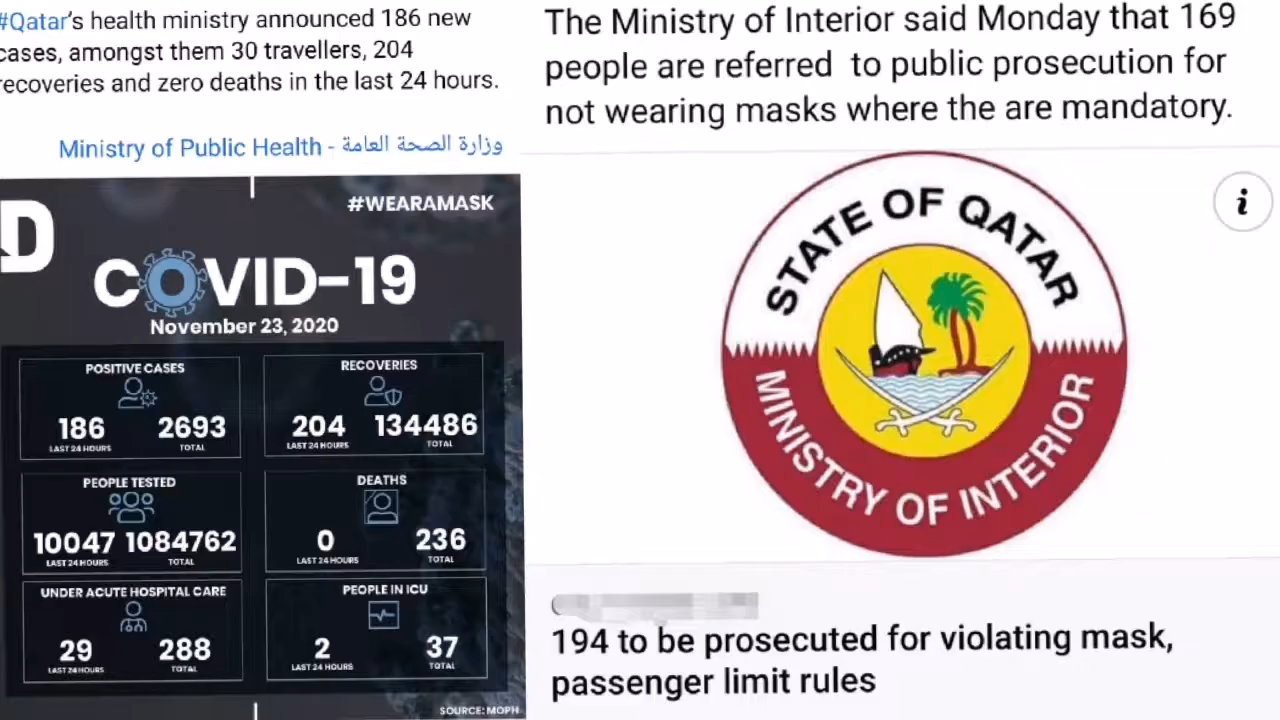 #Qatar's health ministry announced 186 new
cases, amongst them 30 travellers, 204
recoveries and zero deaths in the last 24 hours.
Ministry of Public Health - وزارة الصحة العامة
D
#WEARAMASK
COVID-19
November 23, 2020
POSITIVE CASES
186 2693
LAST 24 HOURS TOTAL
RECOVERIES
204 134486
LAST 24 HOURS TOTAL
PEOPLE TESTED
10047 1084762
LAST 24 HOURS TOTAL
DEATHS
0 236
LAST 24 HOURS TOTAL
UNDER ACUTE HOSPITAL CARE
29 288
LAST 24 HOURS TOTAL
PEOPLE IN ICU
2 37
LAST 24 HOURS TOTAL
SOURCE: MOPH
The Ministry of Interior said Monday that 169
people are referred to public prosecution for
not wearing masks where the are mandatory.
STATE OF QATAR
MINISTRY OF INTERIOR
i
194 to be prosecuted for violating mask,
passenger limit rules